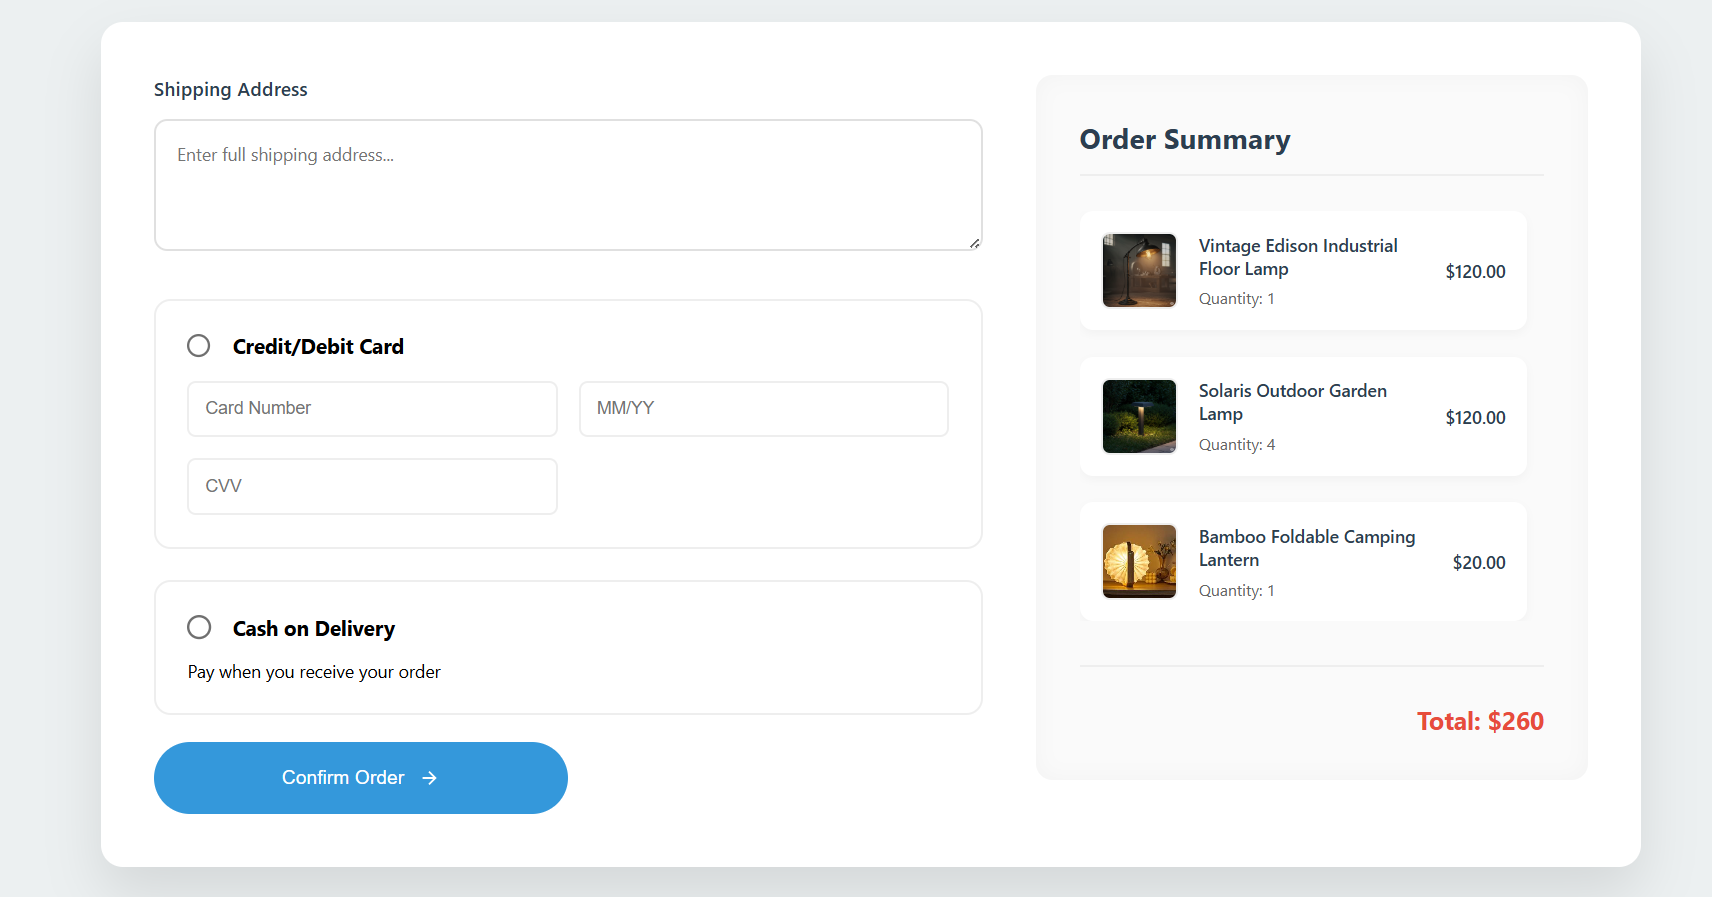 Shipping Address
Enter full shipping address...
Credit/Debit Card
Card Number
MM/YY
CVV
Cash on Delivery
Pay when you receive your order
Confirm Order →
Order Summary
Vintage Edison Industrial
Floor Lamp
$120.00
Quantity: 1
Solaris Outdoor Garden
Lamp
$120.00
Quantity: 4
Bamboo Foldable Camping
Lantern
$20.00
Quantity: 1
Total: $260